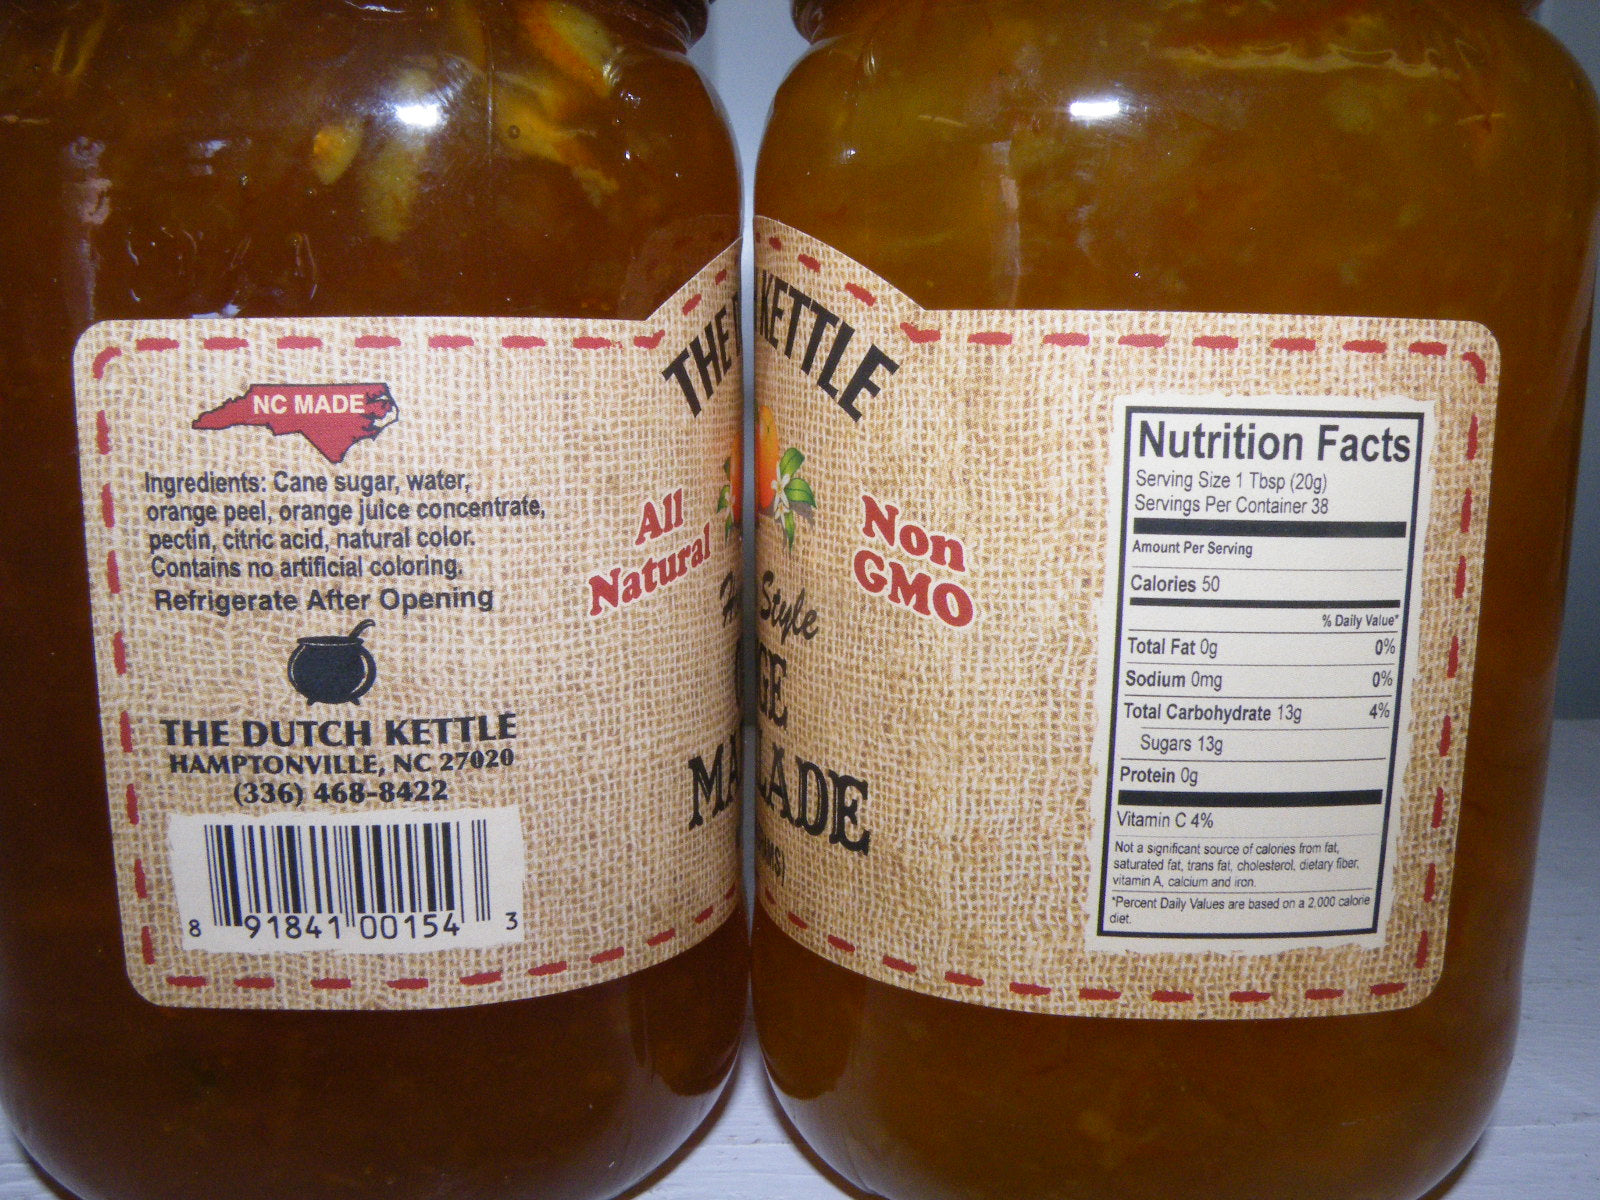 NC MADE
Ingredients: Cane sugar, water,
orange peel, orange juice concentrate,
pectin, citric acid, natural color.
Contains no artificial coloring.
Refrigerate After Opening
THE DUTCH KETTLE
HAMPTONVILLE, NC 27020
(336) 468-8422
8 91841 00154 3
THE
All
Natural
KETTLE
Non
GMO
Style
Nutrition Facts
Serving Size 1 Tbsp (20g)
Servings Per Container 38
Amount Per Serving
Calories 50
% Daily Value*
Total Fat 0g 0%
Sodium 0mg 0%
Total Carbohydrate 13g 4%
Sugars 13g
Protein 0g
Vitamin C 4%
Not a significant source of calories from fat,
saturated fat, trans fat, cholesterol, dietary fiber,
vitamin A, calcium and iron.
*Percent Daily Values are based on a 2,000 calorie
diet.